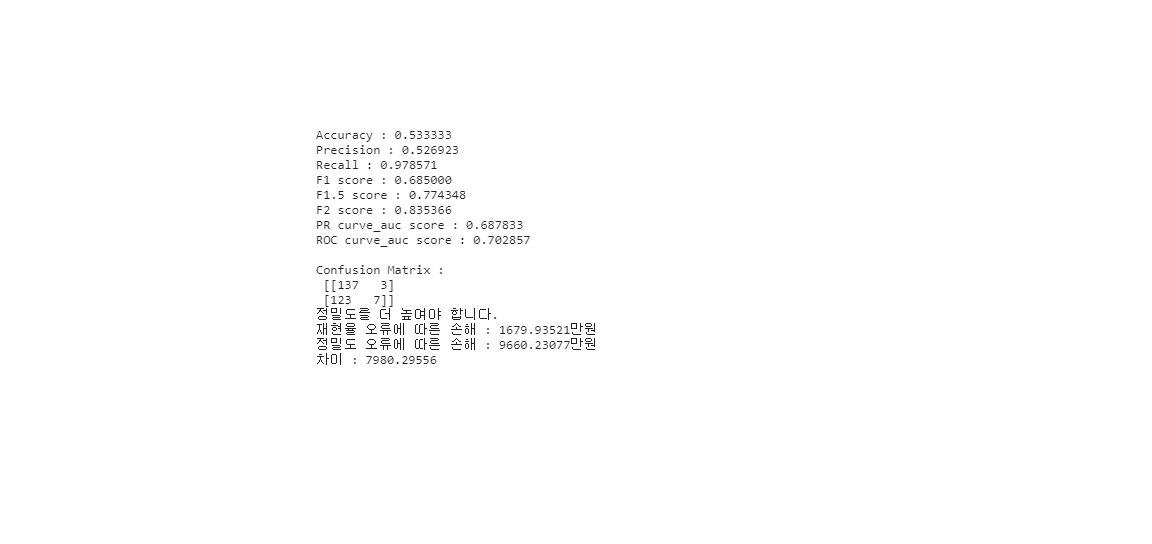 Accuracy : 0.533333
Precision : 0.526923
Recall : 0.978571
F1 score : 0.685000
F1.5 score : 0.774348
F2 score : 0.835366
PR curve_auc score : 0.687833
ROC curve_auc score : 0.702857
Confusion Matrix :
[[137   3]
[123   7]]
정밀도를 더 높여야 합니다.
재현율 오류에 따른 손해 : 1679.93521만원
정밀도 오류에 따른 손해 : 9660.23077만원
차이 : 7980.29556